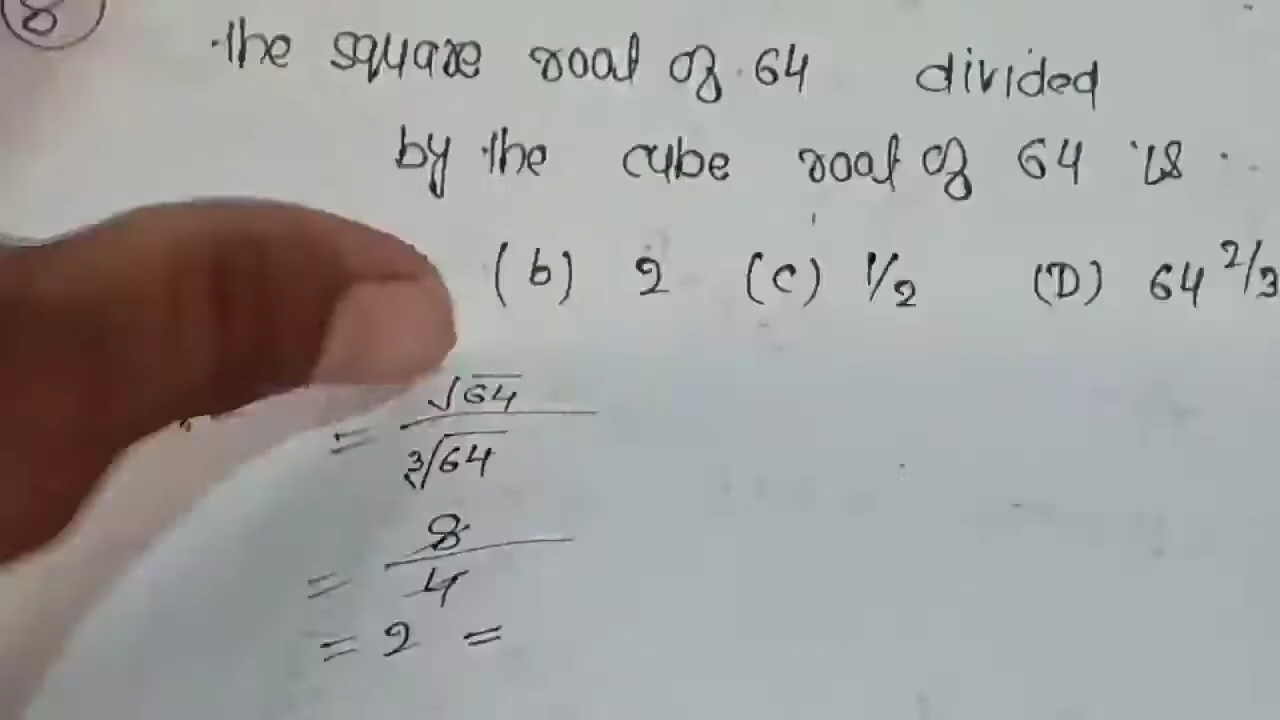 8
the square root of 64 divided
by the cube root of 64 is
(b) 2 (c) 1/2 (D) 64 2/3
= √64
3√64
= 8
4
= 2 =